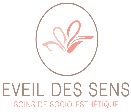 EVEIL DES SENS
SOINS DE SOCIO-ESTHÉTIQUE